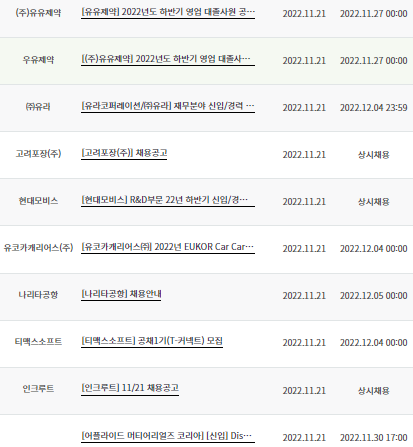 (주)유유제약 [유유제약] 2022년도 하반기 영업 대졸사원 공… 2022.11.21 2022.11.27 00:00
우유제약 [(주)유유제약] 2022년도 하반기 영업 대졸사… 2022.11.21 2022.11.27 00:00
㈜유라 [유라코퍼레이션/㈜유라] 재무분야 신입/경력 … 2022.11.21 2022.12.04 23:59
고려포장(주) [고려포장(주)] 채용공고 2022.11.21 상시채용
현대모비스 [현대모비스] R&D부문 22년 하반기 신입/경… 2022.11.21 상시채용
유코카캐리어스(주) [유코카캐리어스㈜] 2022년 EUKOR Car Car… 2022.11.21 2022.12.04 00:00
나리타공항 [나리타공항] 채용안내 2022.11.21 2022.12.05 00:00
티맥스소프트 [티맥스소프트] 공채1기(T-커넥트) 모집 2022.11.21 2022.12.04 00:00
인크루트 [인크루트] 11/21 채용공고 2022.11.21 상시채용
[어플라이드 머티어리얼즈 코리아] [신입] Dis… 2022.11.21 2022.11.30 17:00